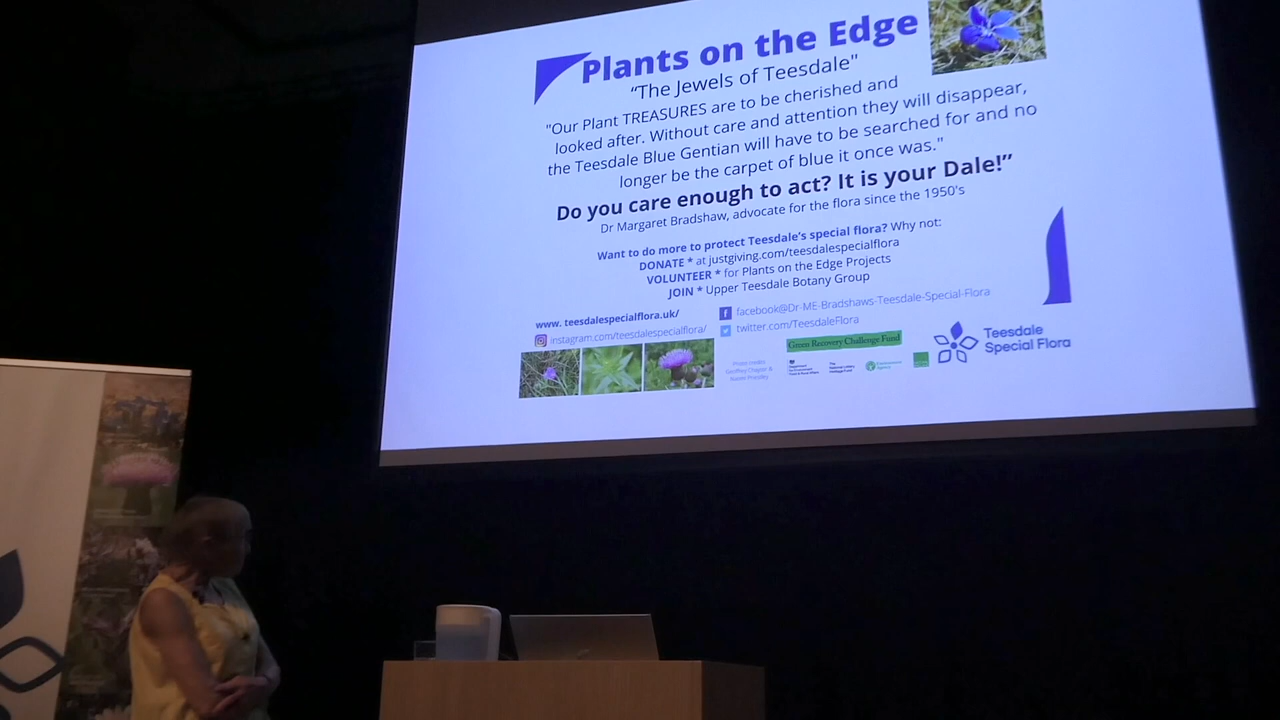 Plants on the Edge
“The Jewels of Teesdale"
"Our Plant TREASURES are to be cherished and
looked after. Without care and attention they will disappear,
the Teesdale Blue Gentian will have to be searched for and no
longer be the carpet of blue it once was."
Do you care enough to act? It is your Dale!”
Dr Margaret Bradshaw, advocate for the flora since the 1950's
Want to do more to protect Teesdale's special flora? Why not:
DONATE * at justgiving.com/teesdalespecialflora
VOLUNTEER * for Plants on the Edge Projects
JOIN * Upper Teesdale Botany Group
www. teesdalespecialflora.uk/
facebook@Dr-ME-Bradshaws-Teesdale-Special-Flora
instagram.com/teesdalespecialflora/
twitter.com/TeesdaleFlora
Green Recovery Challenge Fund
Teesdale
Special Flora